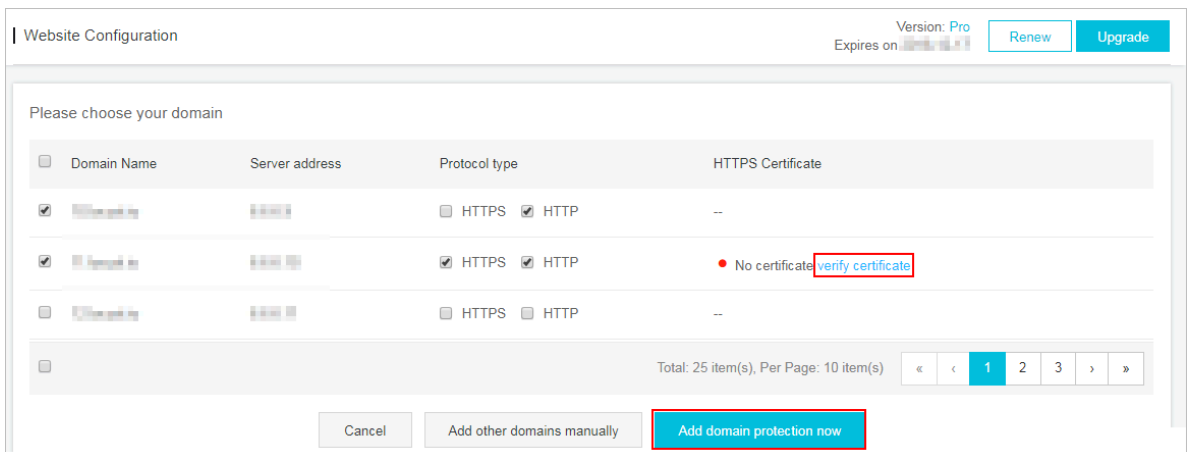 Website Configuration
Version: Pro
Expires on
Renew
Upgrade
Please choose your domain
Domain Name Server address Protocol type HTTPS Certificate
HTTPS HTTP --
HTTPS HTTP No certificate verify certificate
HTTPS HTTP --
Total: 25 item(s), Per Page: 10 item(s) « ‹ 1 2 3 › »
Cancel Add other domains manually Add domain protection now